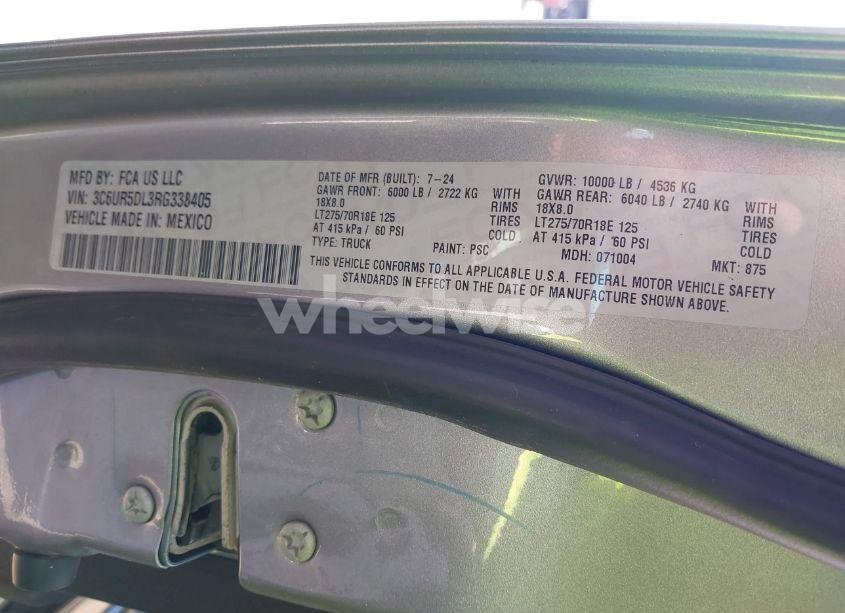 MFD BY: FCA US LLC
VIN: 3C6UR5DL3RG338405
VEHICLE MADE IN: MEXICO
DATE OF MFR (BUILT): 7-24
GAWR FRONT: 6000 LB / 2722 KG WITH
18X8.0 RIMS
LT275/70R18E 125 TIRES
AT 415 kPa / 60 PSI COLD
TYPE: TRUCK PAINT: PSC
GVWR: 10000 LB / 4536 KG
GAWR REAR: 6040 LB / 2740 KG WITH
18X8.0 RIMS
LT275/70R18E 125 TIRES
AT 415 kPa / 60 PSI COLD
MDH: 071004 MKT: 875
THIS VEHICLE CONFORMS TO ALL APPLICABLE U.S.A. FEDERAL MOTOR VEHICLE SAFETY
STANDARDS IN EFFECT ON THE DATE OF MANUFACTURE SHOWN ABOVE.
wheelwise